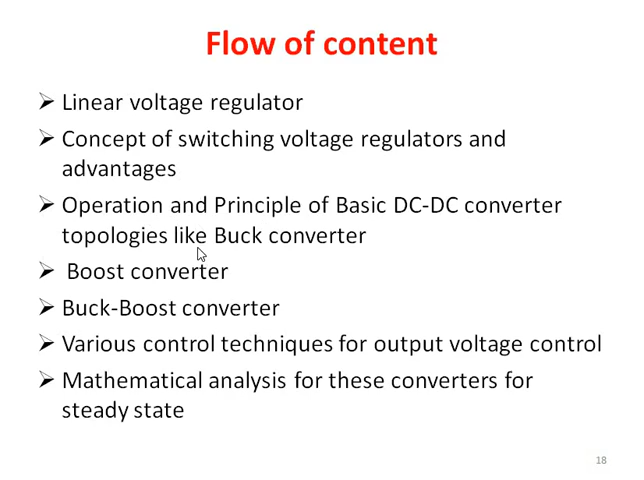 Flow of content
➢ Linear voltage regulator
➢ Concept of switching voltage regulators and
advantages
➢ Operation and Principle of Basic DC-DC converter
topologies like Buck converter
➢ Boost converter
➢ Buck-Boost converter
➢ Various control techniques for output voltage control
➢ Mathematical analysis for these converters for
steady state
18